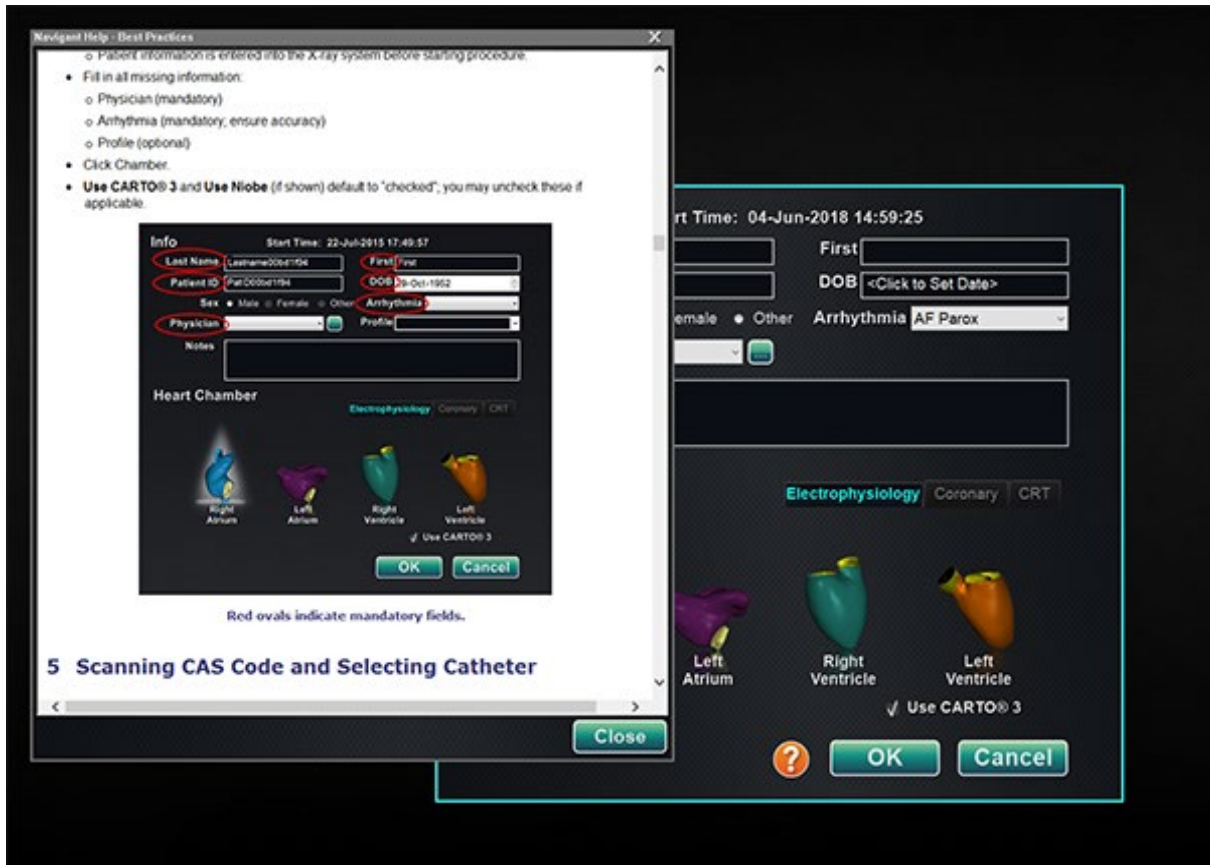 Navigant Help - Best Practices X
o Patient information is entered into the X-ray system before starting procedure.
• Fill in all missing information:
o Physician (mandatory)
o Arrhythmia (mandatory; ensure accuracy)
o Profile (optional)
• Click Chamber.
• Use CARTO® 3 and Use Niobe (if shown) default to "checked"; you may uncheck these if
applicable.
Info Start Time: 22-Jul-2015 17:49:57
Last Name First First
Patient ID DOB 29-Oct-1952
Sex Male Female Other Arrhythmia
Physician Profile
Notes
Heart Chamber
Electrophysiology Coronary CRT
Right
Atrium
Left
Atrium
Right
Ventricle
Left
Ventricle
Use CARTO® 3
OK Cancel
Red ovals indicate mandatory fields.
5 Scanning CAS Code and Selecting Catheter
Close
rt Time: 04-Jun-2018 14:59:25
First
DOB <Click to Set Date>
emale Other Arrhythmia AF Parox
...
Electrophysiology Coronary CRT
Left
Atrium
Right
Ventricle
Left
Ventricle
Use CARTO® 3
? OK Cancel